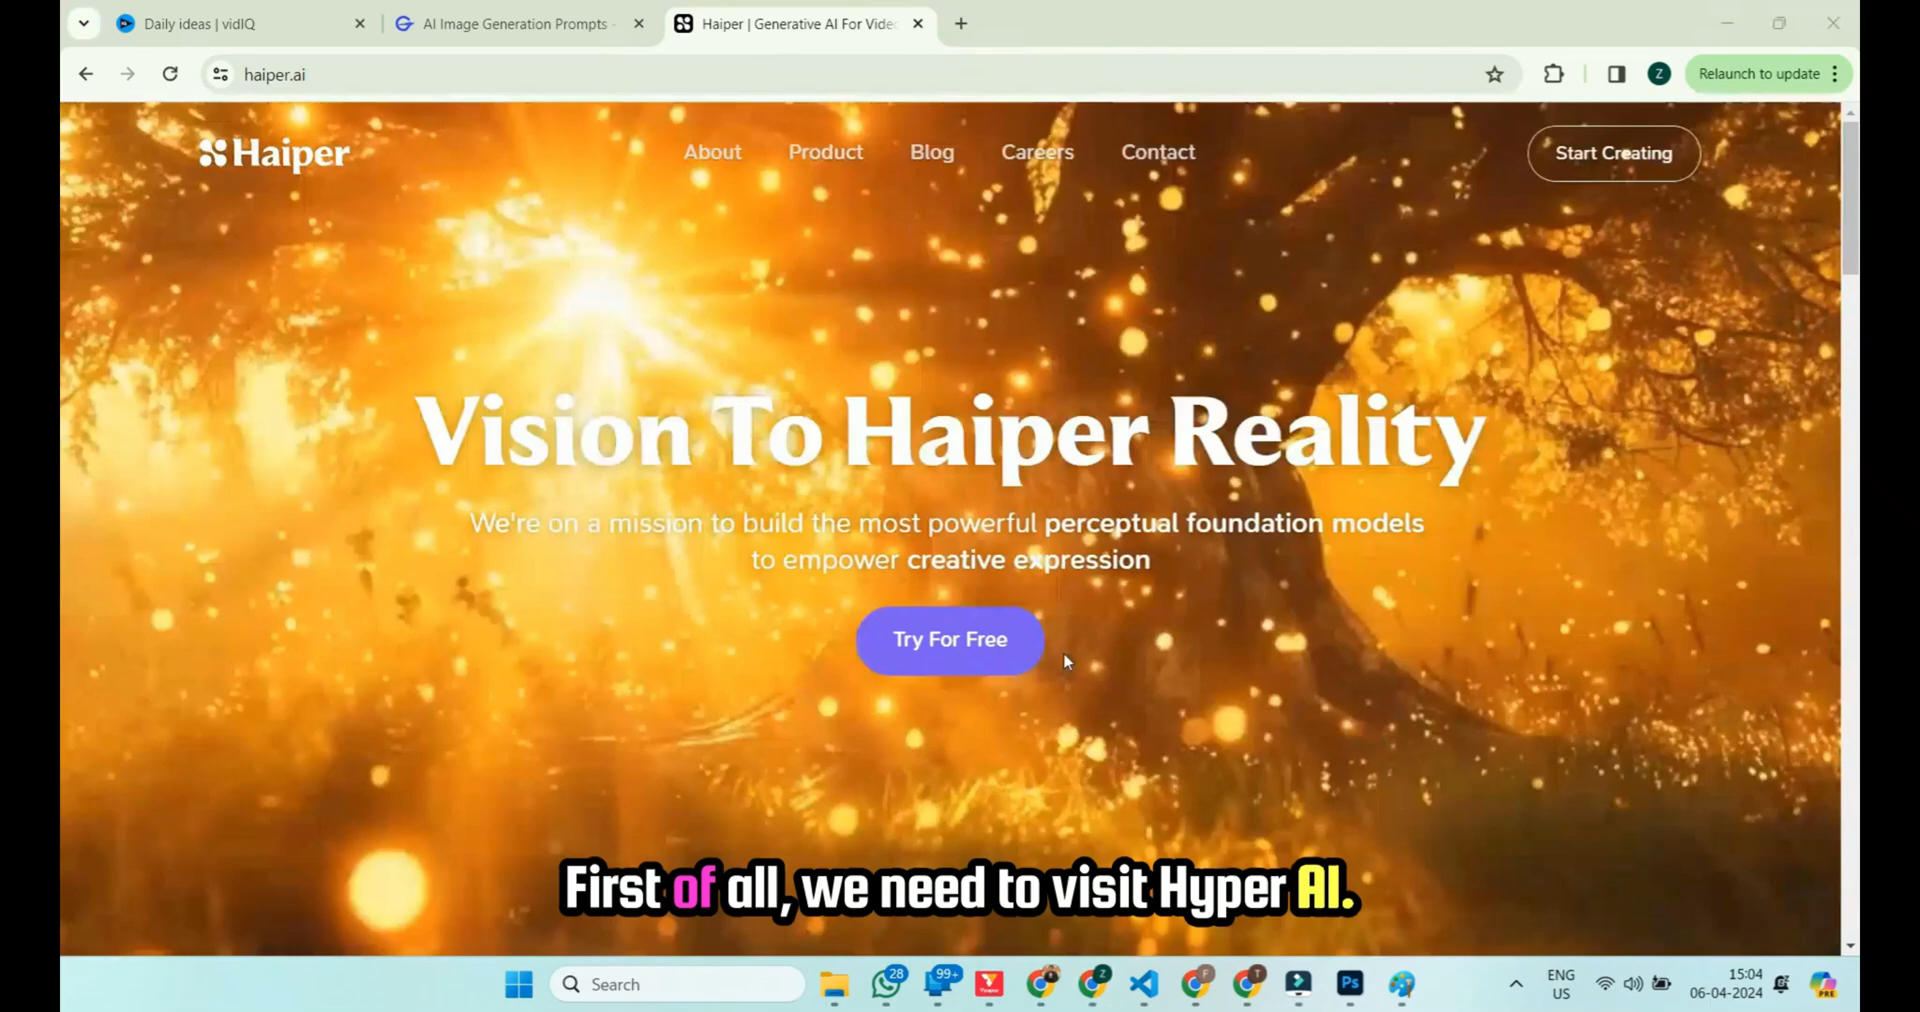 Daily ideas | vidIQ
AI Image Generation Prompts
Haiper | Generative AI For Vide
haiper.ai
Z
Relaunch to update
Haiper
About
Product
Blog
Careers
Contact
Start Creating
Vision To Haiper Reality
We're on a mission to build the most powerful perceptual foundation models
to empower creative expression
Try For Free
First of all, we need to visit Hyper AI.
Search
28
99+
Z
F
T
Ps
ENG
US
15:04
06-04-2024
PRE